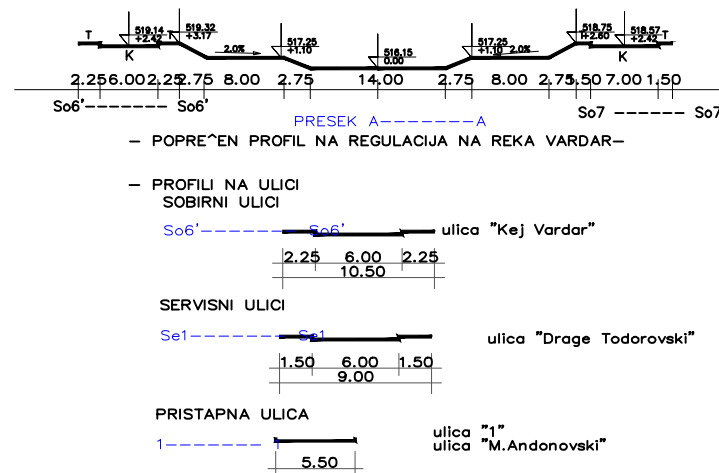 519.14 519.32 517.25 516.15 517.25 518.75 518.57
T +2.42 T +3.17 2.0% +1.10 0.00 +1.10 2.0% T +2.60 +2.42 T
K K
2.25 6.00 2.25 2.75 8.00 2.75 14.00 2.75 8.00 2.75 1.50 7.00 1.50
So6'----------So6' So7 ------ So7
PRESEK A--------A
- POPRE^EN PROFIL NA REGULACIJA NA REKA VARDAR-
- PROFILI NA ULICI
SOBIRNI ULICI
So6'----------So6' ulica "Kej Vardar"
2.25 6.00 2.25
10.50
SERVISNI ULICI
Se1----------Se1 ulica "Drage Todorovski"
1.50 6.00 1.50
9.00
PRISTAPNA ULICA
ulica "1"
1-------- 1 ulica "M.Andonovski"
5.50